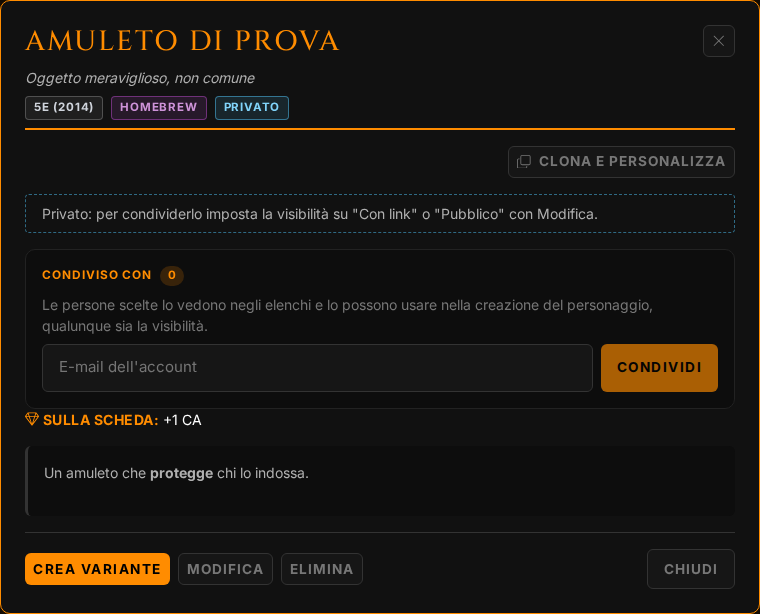 AMULETO DI PROVA
Oggetto meraviglioso, non comune
5E (2014) HOMEBREW PRIVATO
CLONA E PERSONALIZZA
Privato: per condividerlo imposta la visibilità su "Con link" o "Pubblico" con Modifica.
CONDIVISO CON 0
Le persone scelte lo vedono negli elenchi e lo possono usare nella creazione del personaggio,
qualunque sia la visibilità.
E-mail dell'account CONDIVIDI
SULLA SCHEDA: +1 CA
Un amuleto che protegge chi lo indossa.
CREA VARIANTE MODIFICA ELIMINA CHIUDI